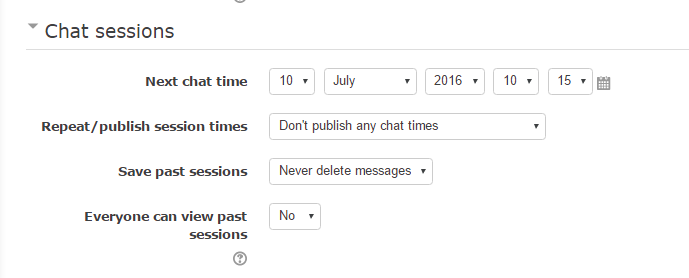 Chat sessions
Next chat time 10 July 2016 10 15
Repeat/publish session times Don't publish any chat times
Save past sessions Never delete messages
Everyone can view past No
sessions